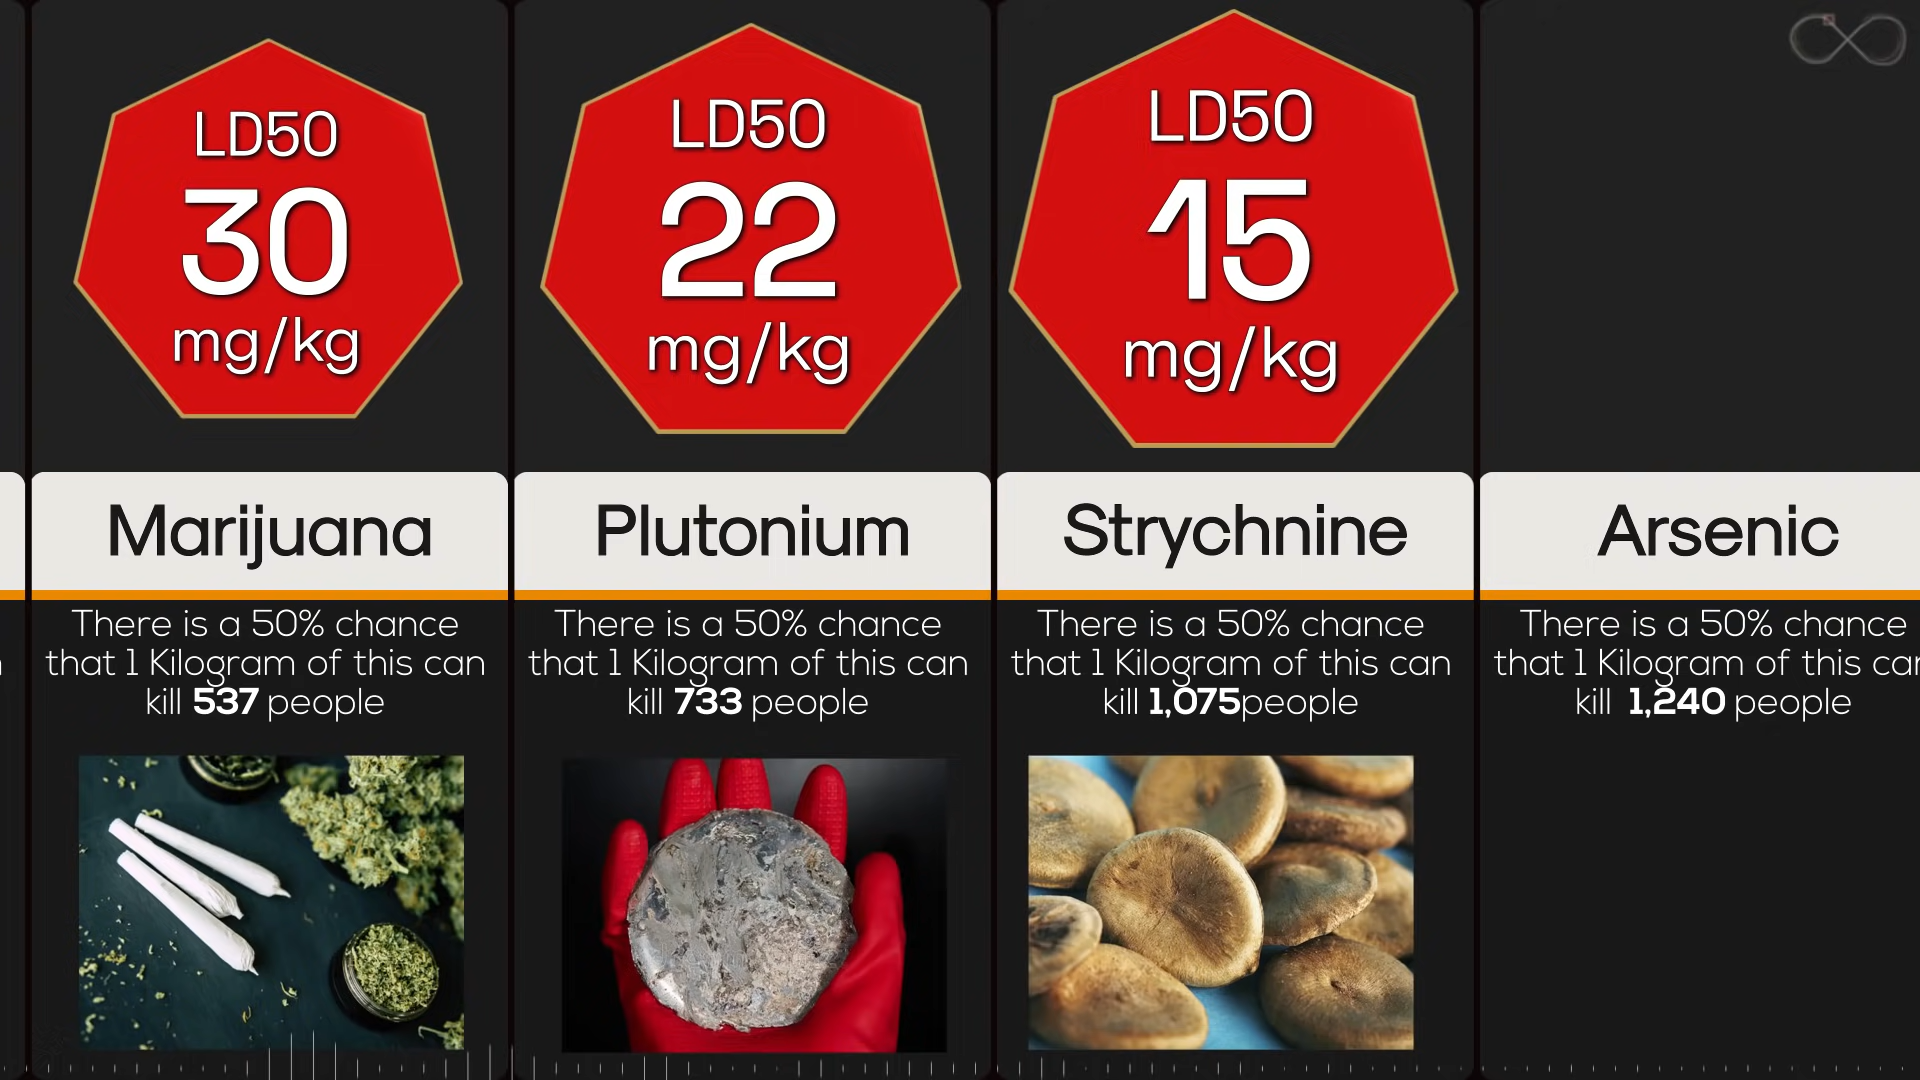 LD50
30
mg/kg
Marijuana
There is a 50% chance
that 1 Kilogram of this can
kill 537 people
LD50
22
mg/kg
Plutonium
There is a 50% chance
that 1 Kilogram of this can
kill 733 people
LD50
15
mg/kg
Strychnine
There is a 50% chance
that 1 Kilogram of this can
kill 1,075people
Arsenic
There is a 50% chance
that 1 Kilogram of this can
kill 1,240 people